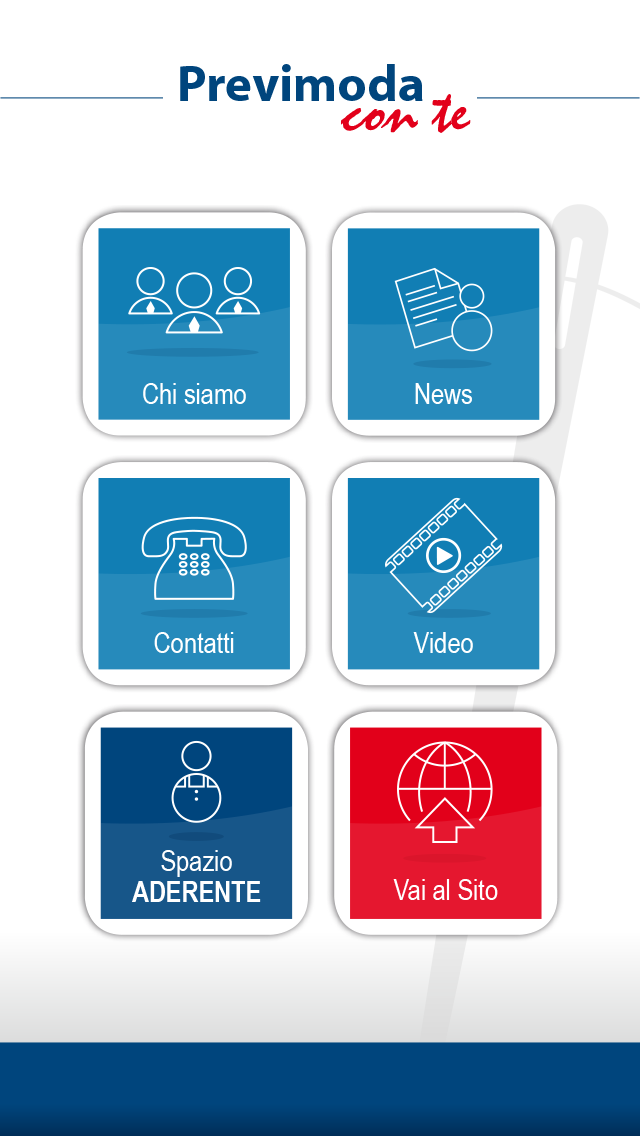 Previmoda
con te
Chi siamo
News
Contatti
Video
Spazio
ADERENTE
Vai al Sito